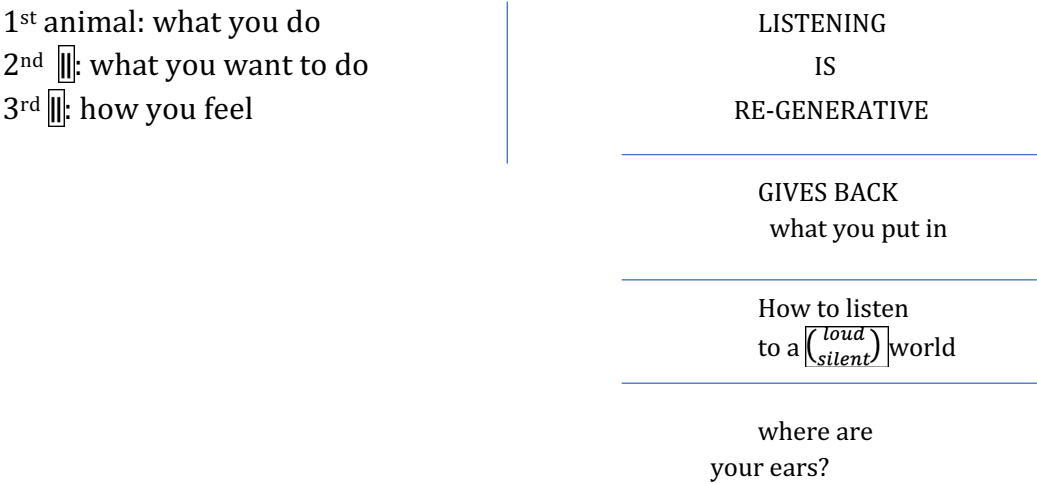 1st animal: what you do
2nd ||: what you want to do
3rd ||: how you feel
LISTENING
IS
RE-GENERATIVE
GIVES BACK
what you put in
How to listen
to a (loud silent) world
where are
your ears?